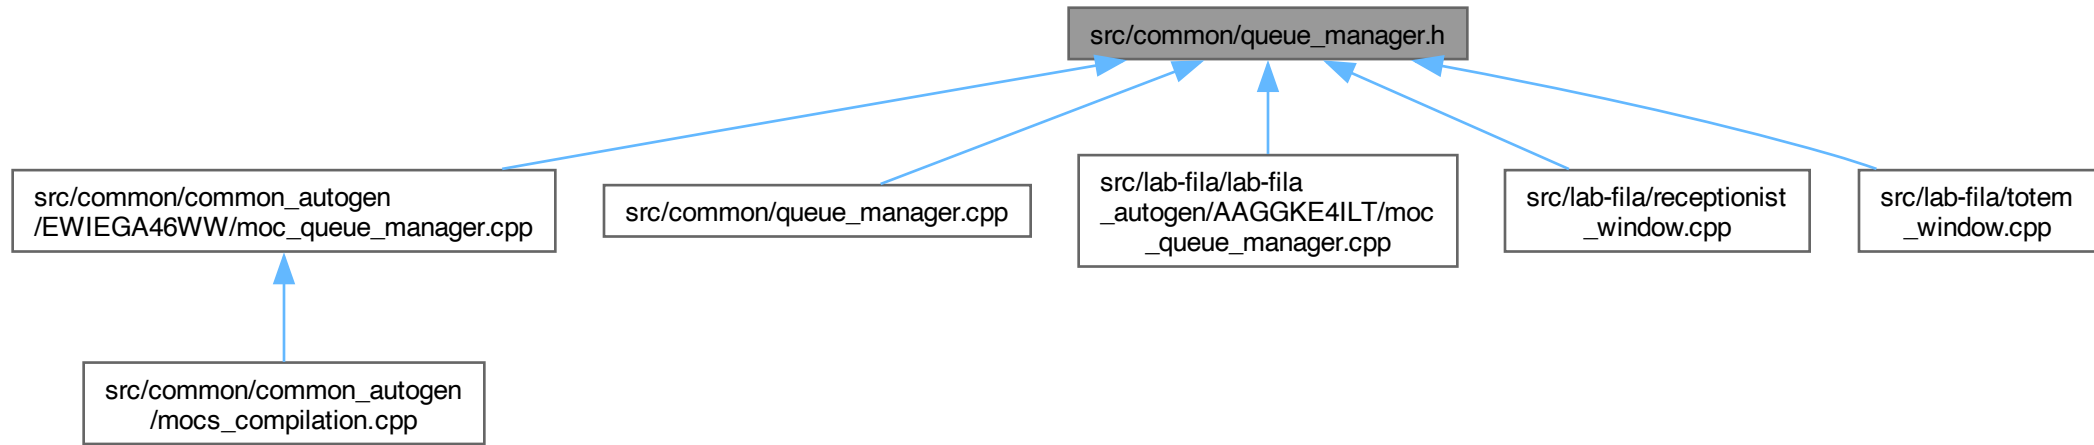 src/common/queue_manager.h
src/common/common_autogen
/EWIEGA46WW/moc_queue_manager.cpp
src/common/queue_manager.cpp
src/lab-fila/lab-fila
_autogen/AAGGKE4ILT/moc
_queue_manager.cpp
src/lab-fila/receptionist
_window.cpp
src/lab-fila/totem
_window.cpp
src/common/common_autogen
/mocs_compilation.cpp